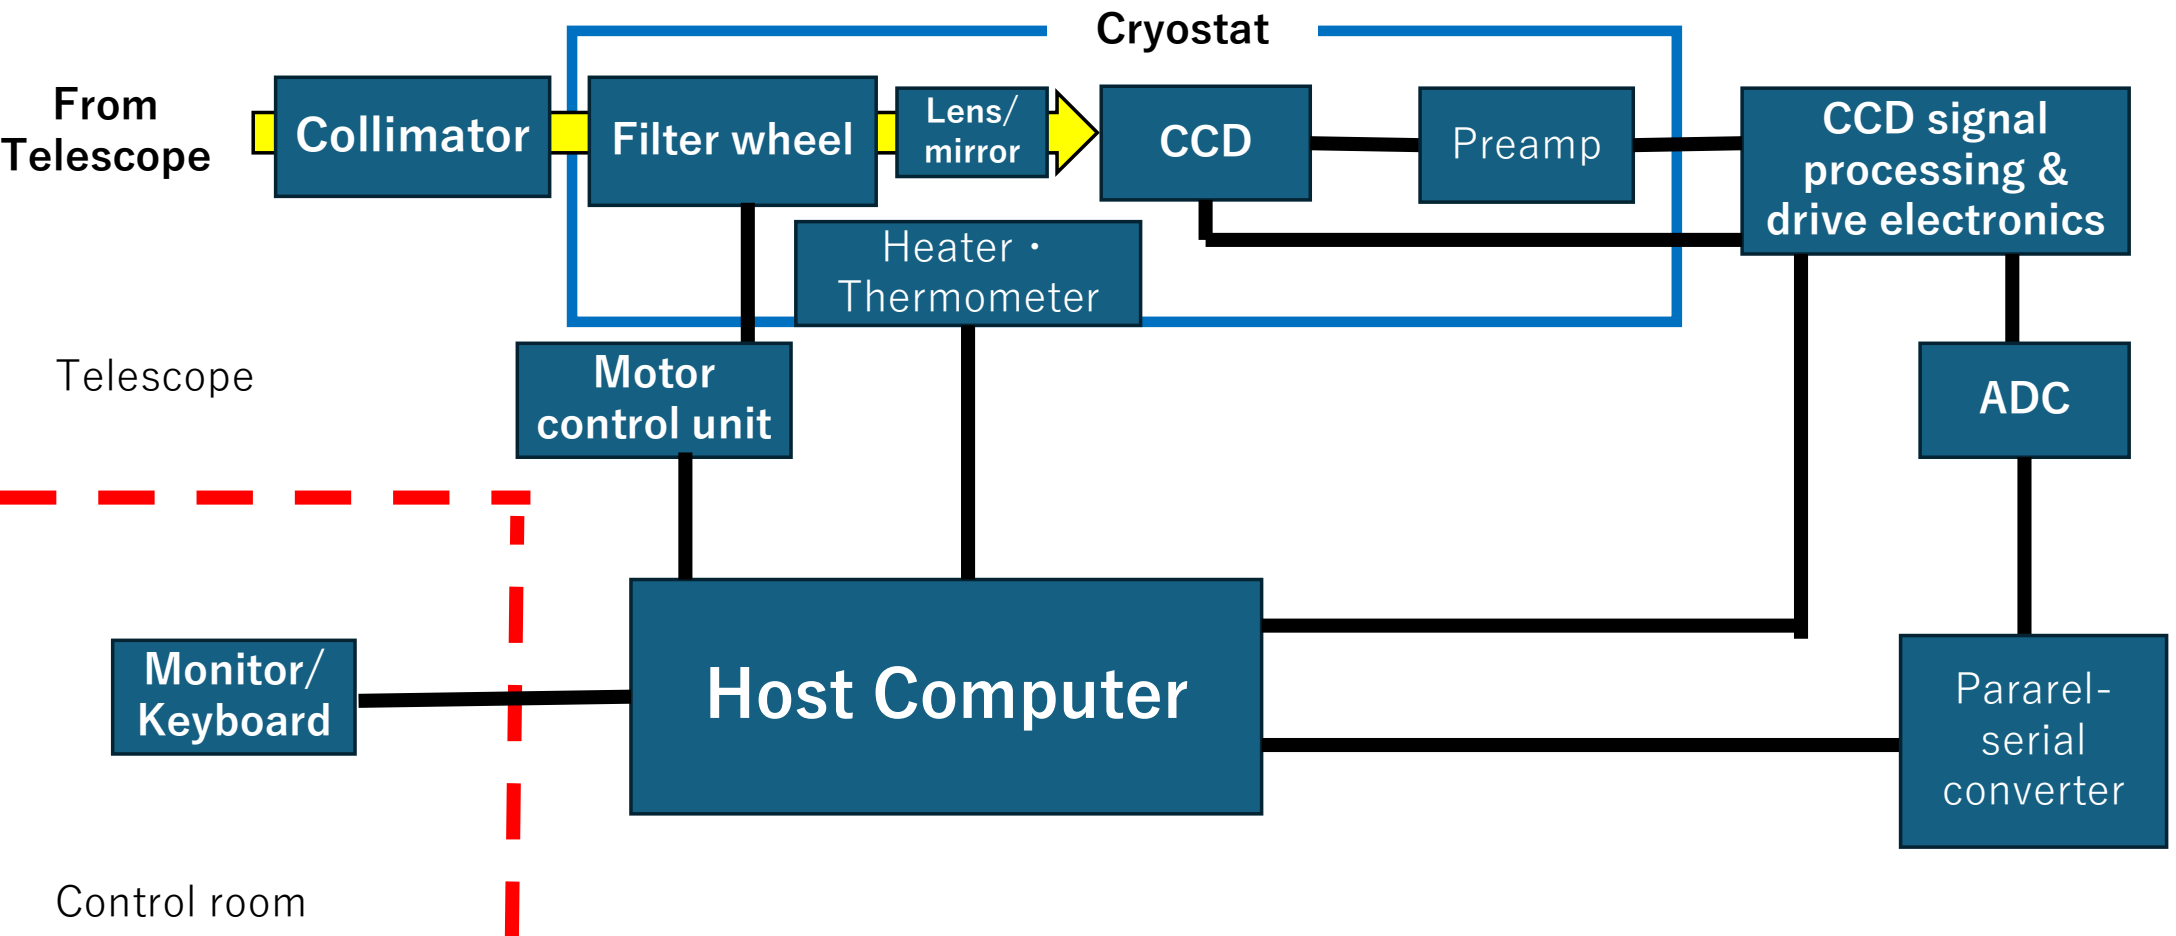 Cryostat
From
Telescope
Collimator
Filter wheel
Lens/
mirror
CCD
Preamp
CCD signal
processing &
drive electronics
Heater・
Thermometer
Telescope
Motor
control unit
ADC
Monitor/
Keyboard
Host Computer
Pararel-
serial
converter
Control room